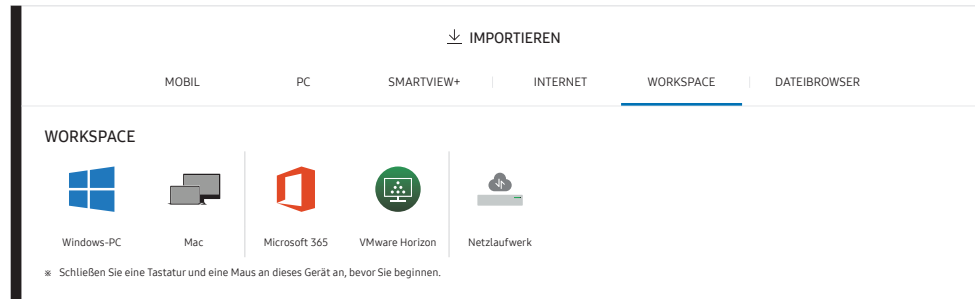 IMPORTIEREN
MOBIL PC SMARTVIEW+ INTERNET WORKSPACE DATEIBROWSER
WORKSPACE
Windows-PC Mac Microsoft 365 VMware Horizon Netzlaufwerk
※ Schließen Sie eine Tastatur und eine Maus an dieses Gerät an, bevor Sie beginnen.